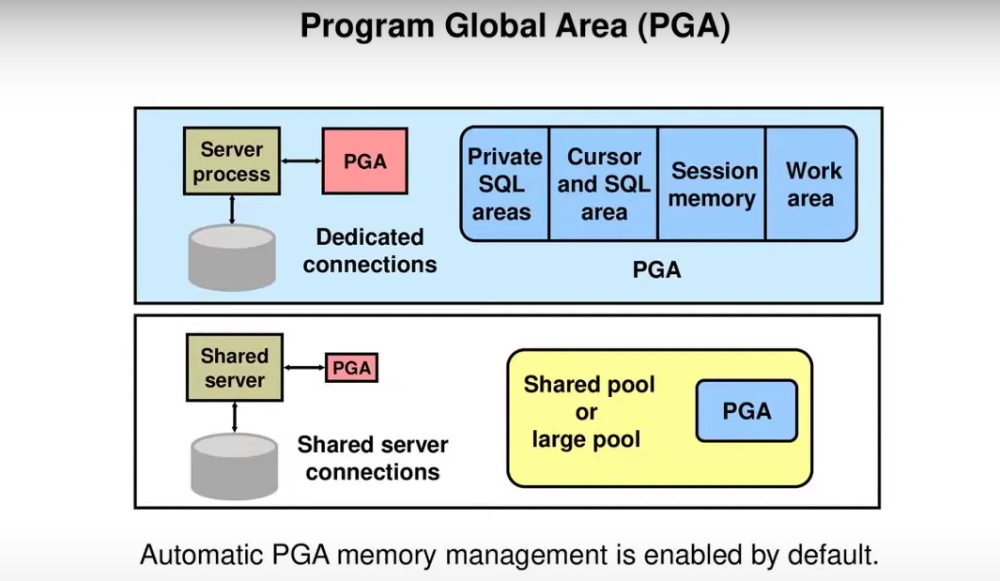 Program Global Area (PGA)
Server
process
PGA
Dedicated
connections
Private
SQL
areas
Cursor
and SQL
area
Session
memory
Work
area
PGA
Shared
server
PGA
Shared server
connections
Shared pool
or
large pool
PGA
Automatic PGA memory management is enabled by default.